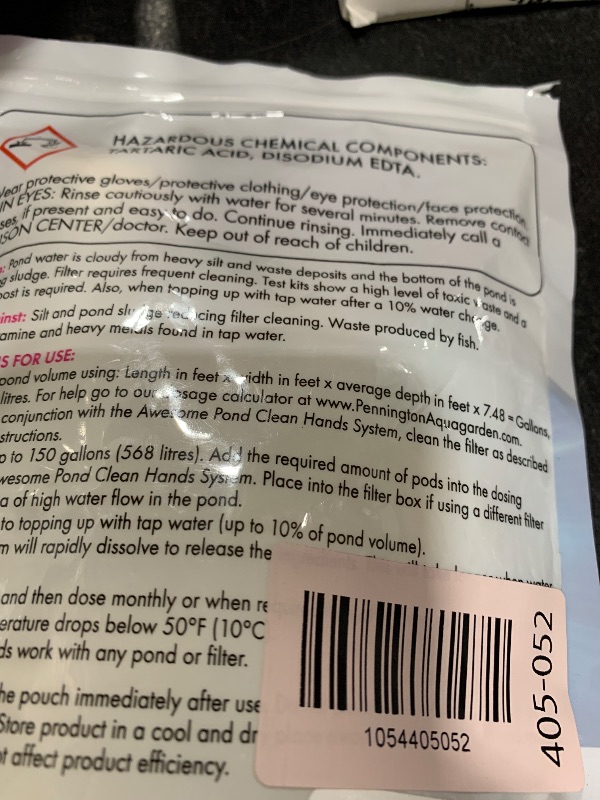 HAZARDOUS CHEMICAL COMPONENTS:
TARTARIC ACID, DISODIUM EDTA.
Wear protective gloves/protective clothing/eye protection/face protection
IN EYES: Rinse cautiously with water for several minutes. Remove contact
ses, if present and easy to do. Continue rinsing. Immediately call a
SON CENTER/doctor. Keep out of reach of children.
: Pond water is cloudy from heavy silt and waste deposits and the bottom of the pond is
g sludge. Filter requires frequent cleaning. Test kits show a high level of toxic waste and a
ost is required. Also, when topping up with tap water after a 10% water change.
inst: Silt and pond sludge reducing filter cleaning. Waste produced by fish.
amine and heavy metals found in tap water.
S FOR USE:
pond volume using: Length in feet x width in feet x average depth in feet x 7.48 = Gallons,
litres. For help go to our dosage calculator at www.PenningtonAquagarden.com.
conjunction with the Awesome Pond Clean Hands System, clean the filter as described
structions.
p to 150 gallons (568 litres). Add the required amount of pods into the dosing
wesome Pond Clean Hands System. Place into the filter box if using a different filter
a of high water flow in the pond.
to topping up with tap water (up to 10% of pond volume).
m will rapidly dissolve to release the
and then dose monthly or when re
erature drops below 50°F (10°C
ds work with any pond or filter.
he pouch immediately after use
Store product in a cool and dr
t affect product efficiency.
1054405052
405-052